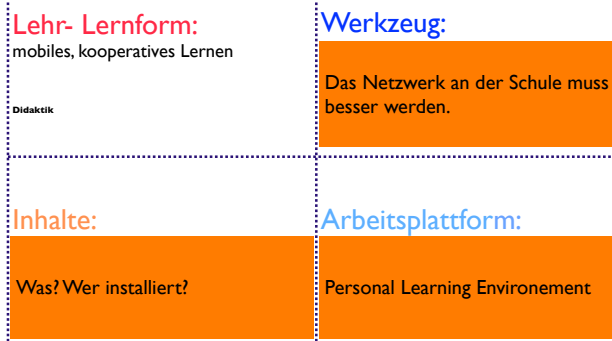 Lehr- Lernform:
mobiles, kooperatives Lernen
Didaktik
Werkzeug:
Das Netzwerk an der Schule muss
besser werden.
Inhalte:
Was? Wer installiert?
Arbeitsplattform:
Personal Learning Environement